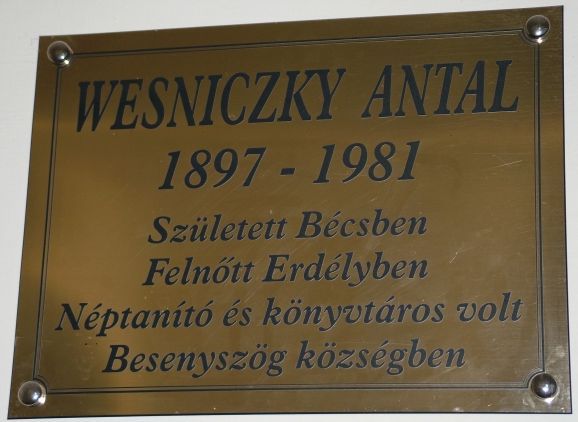 WESNICZKY ANTAL
1897 - 1981
Született Bécsben
Felnőtt Erdélyben
Néptanító és könyvtáros volt
Besenyszög községben